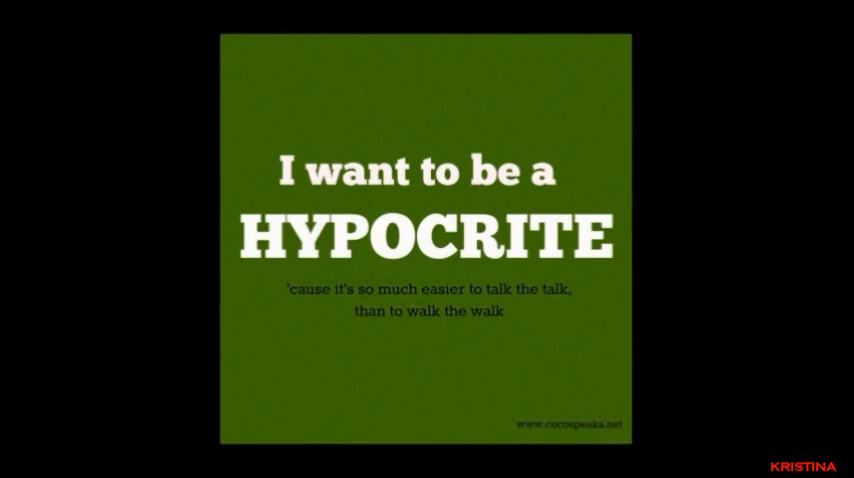 I want to be a
HYPOCRITE
'cause it's so much easier to talk the talk,
than to walk the walk
www.cocospeaks.net
KRISTINA